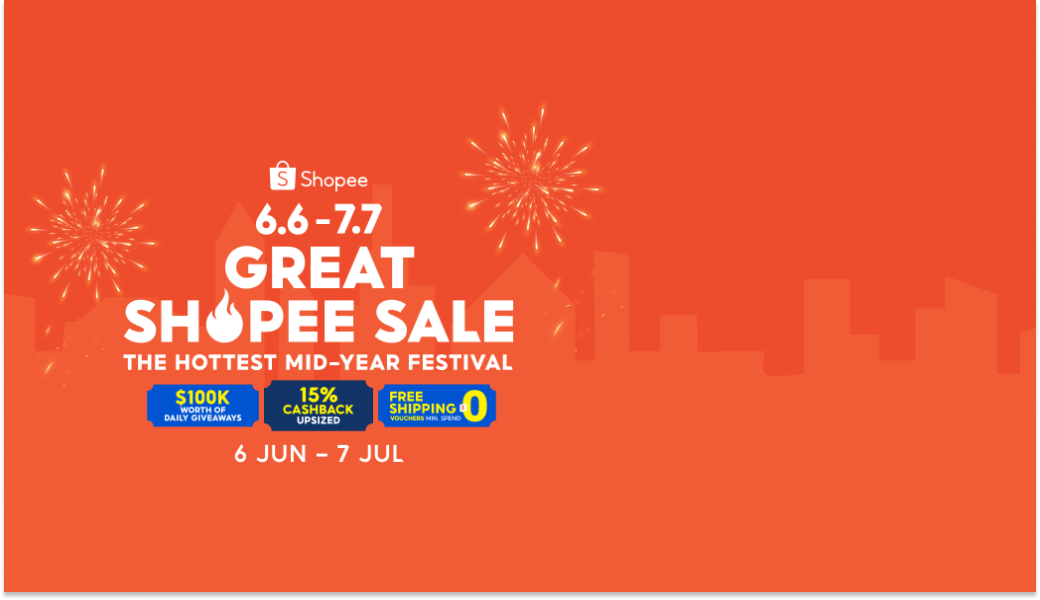 Shopee
6.6 – 7.7
GREAT
SHOPEE SALE
THE HOTTEST MID–YEAR FESTIVAL
$100K
WORTH OF
DAILY GIVEAWAYS
15%
CASHBACK
UPSIZED
FREE
SHIPPING
VOUCHERS MIN. SPEND
0
6 JUN – 7 JUL